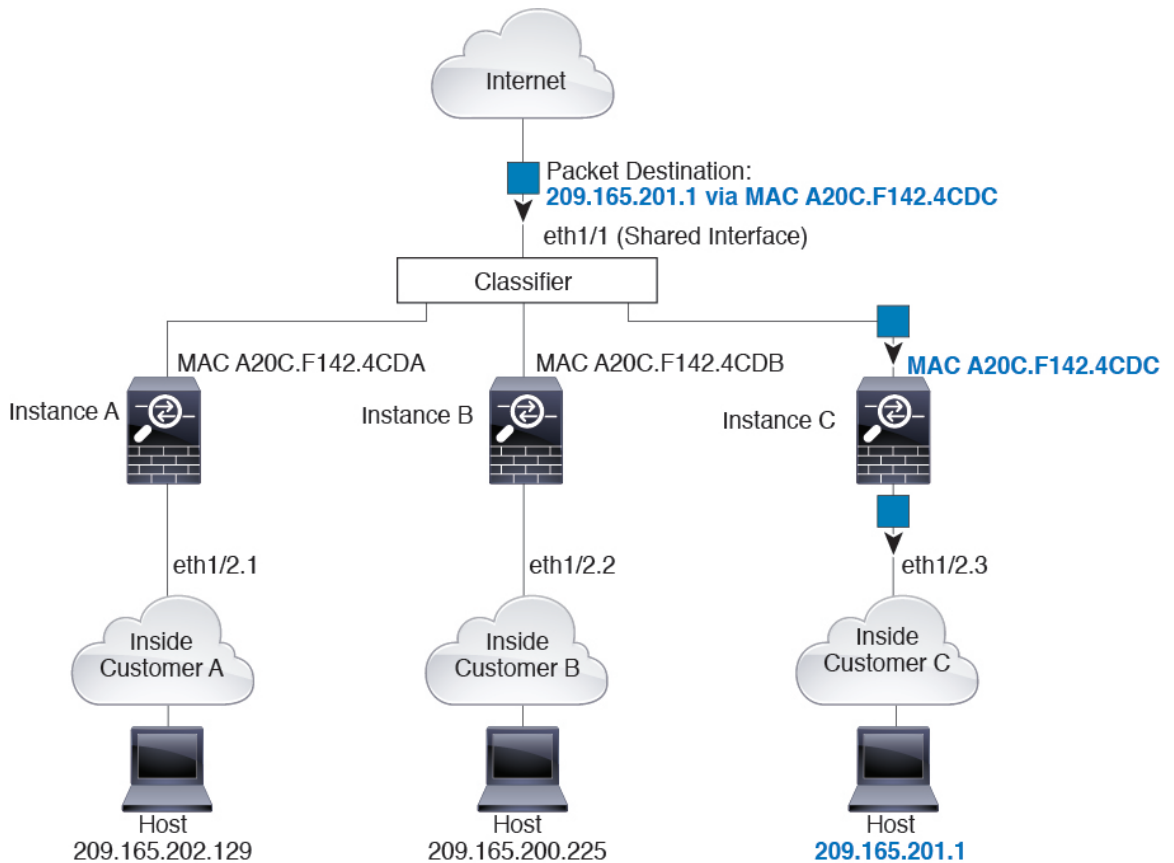 Internet
Packet Destination:
209.165.201.1 via MAC A20C.F142.4CDC
eth1/1 (Shared Interface)
Classifier
MAC A20C.F142.4CDA
MAC A20C.F142.4CDB
MAC A20C.F142.4CDC
Instance A
Instance B
Instance C
eth1/2.1
eth1/2.2
eth1/2.3
Inside
Customer A
Inside
Customer B
Inside
Customer C
Host
209.165.202.129
Host
209.165.200.225
Host
209.165.201.1